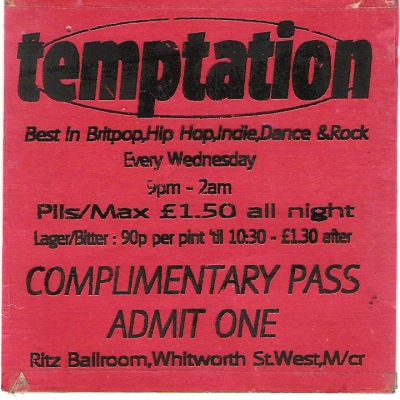 temptation
Best In Britpop,Hip Hop,Indie,Dance &Rock
Every Wednesday
9pm - 2am
Pils/Max £1.50 all night
Lager/Bitter : 90p per pint 'til 10:30 - £1.30 after
COMPLIMENTARY PASS
ADMIT ONE
Ritz Ballroom,Whitworth St.West,M/cr